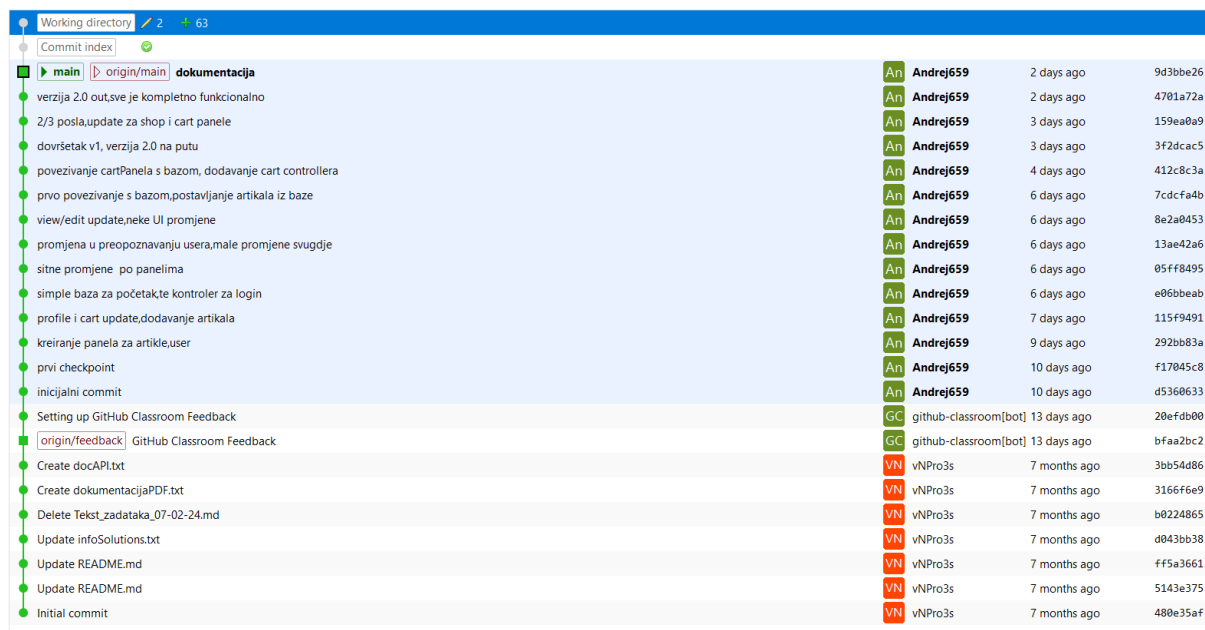 Working directory 2 63
Commit index
main origin/main dokumentacija An Andrej659 2 days ago 9d3bbe26
verzija 2.0 out,sve je kompletno funkcionalno An Andrej659 2 days ago 4701a72a
2/3 posla,update za shop i cart panele An Andrej659 3 days ago 159ea0a9
dovršetak v1, verzija 2.0 na putu An Andrej659 3 days ago 3f2dcac5
povezivanje cartPanela s bazom, dodavanje cart controllera An Andrej659 4 days ago 412c8c3a
prvo povezivanje s bazom,postavljanje artikala iz baze An Andrej659 6 days ago 7cdcfa4b
view/edit update,neke UI promjene An Andrej659 6 days ago 8e2a0453
promjena u preopoznavanju usera,male promjene svugdje An Andrej659 6 days ago 13ae42a6
sitne promjene po panelima An Andrej659 6 days ago 05ff8495
simple baza za početak,te kontroler za login An Andrej659 6 days ago e06bbeab
profile i cart update,dodavanje artikala An Andrej659 7 days ago 115f9491
kreiranje panela za artikle,user An Andrej659 9 days ago 292bb83a
prvi checkpoint An Andrej659 10 days ago f17045c8
inicijalni commit An Andrej659 10 days ago d5360633
Setting up GitHub Classroom Feedback GC github-classroom[bot] 13 days ago 20efdb00
origin/feedback GitHub Classroom Feedback GC github-classroom[bot] 13 days ago bfaa2bc2
Create docAPI.txt VN vNPro3s 7 months ago 3bb54d86
Create dokumentacijaPDF.txt VN vNPro3s 7 months ago 3166f6e9
Delete Tekst_zadataka_07-02-24.md VN vNPro3s 7 months ago b0224865
Update infoSolutions.txt VN vNPro3s 7 months ago d043bb38
Update README.md VN vNPro3s 7 months ago ff5a3661
Update README.md VN vNPro3s 7 months ago 5143e375
Initial commit VN vNPro3s 7 months ago 480e35af